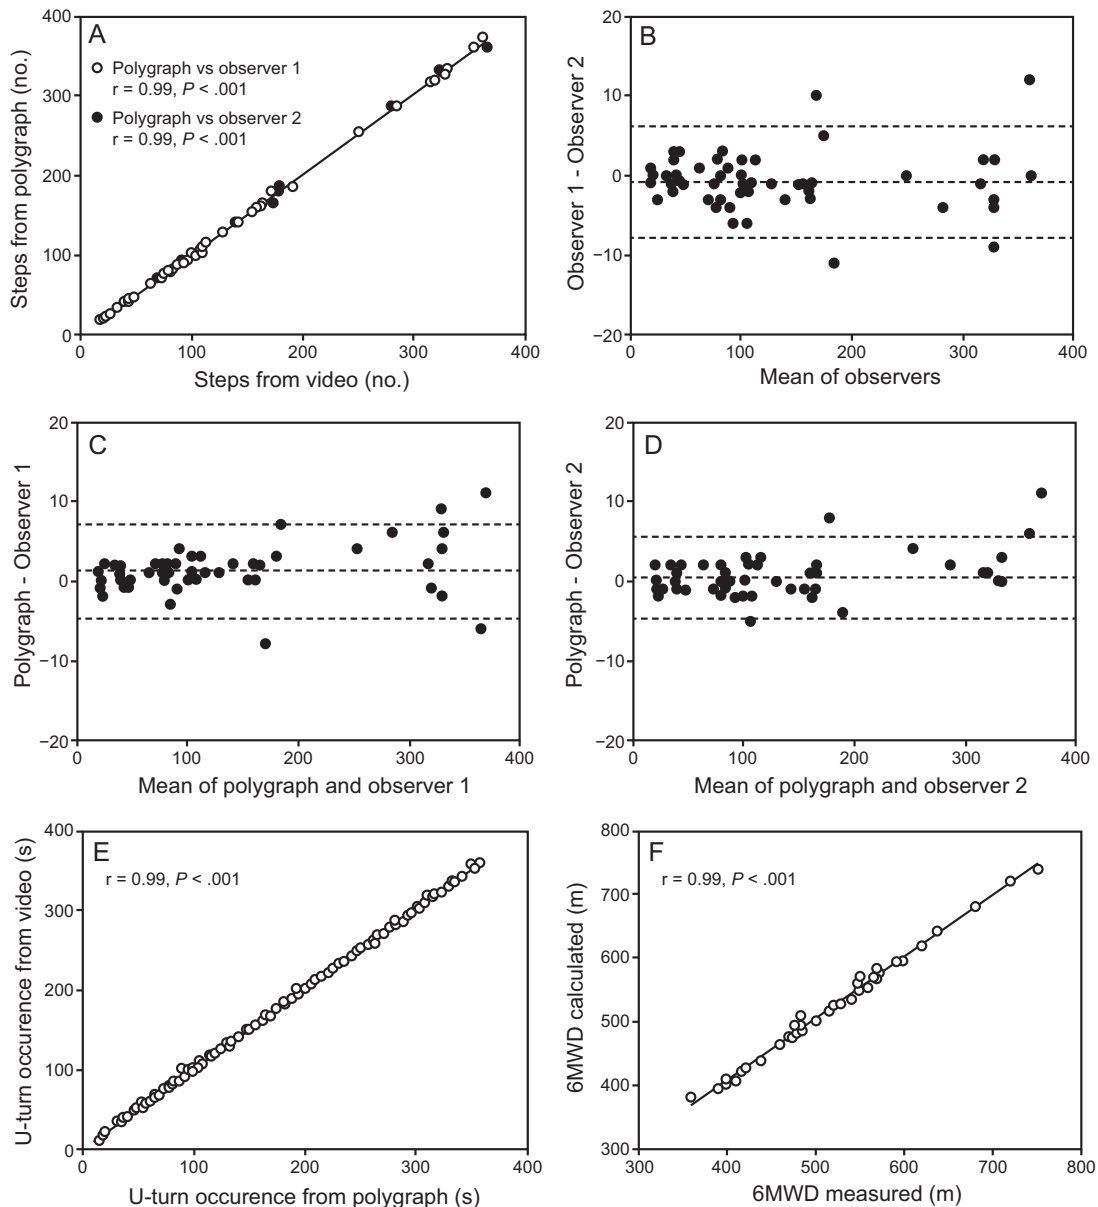 A
Polygraph vs observer 1
r = 0.99, P < .001
Polygraph vs observer 2
r = 0.99, P < .001
Steps from polygraph (no.)
400
300
200
100
0
0 100 200 300 400
Steps from video (no.)
B
Observer 1 - Observer 2
20
10
0
−10
−20
0 100 200 300 400
Mean of observers
C
Polygraph - Observer 1
20
10
0
−10
−20
0 100 200 300 400
Mean of polygraph and observer 1
D
Polygraph - Observer 2
20
10
0
−10
−20
0 100 200 300 400
Mean of polygraph and observer 2
E
r = 0.99, P < .001
U-turn occurence from video (s)
400
300
200
100
0
0 100 200 300 400
U-turn occurence from polygraph (s)
F
r = 0.99, P < .001
6MWD calculated (m)
800
700
600
500
400
300
300 400 500 600 700 800
6MWD measured (m)